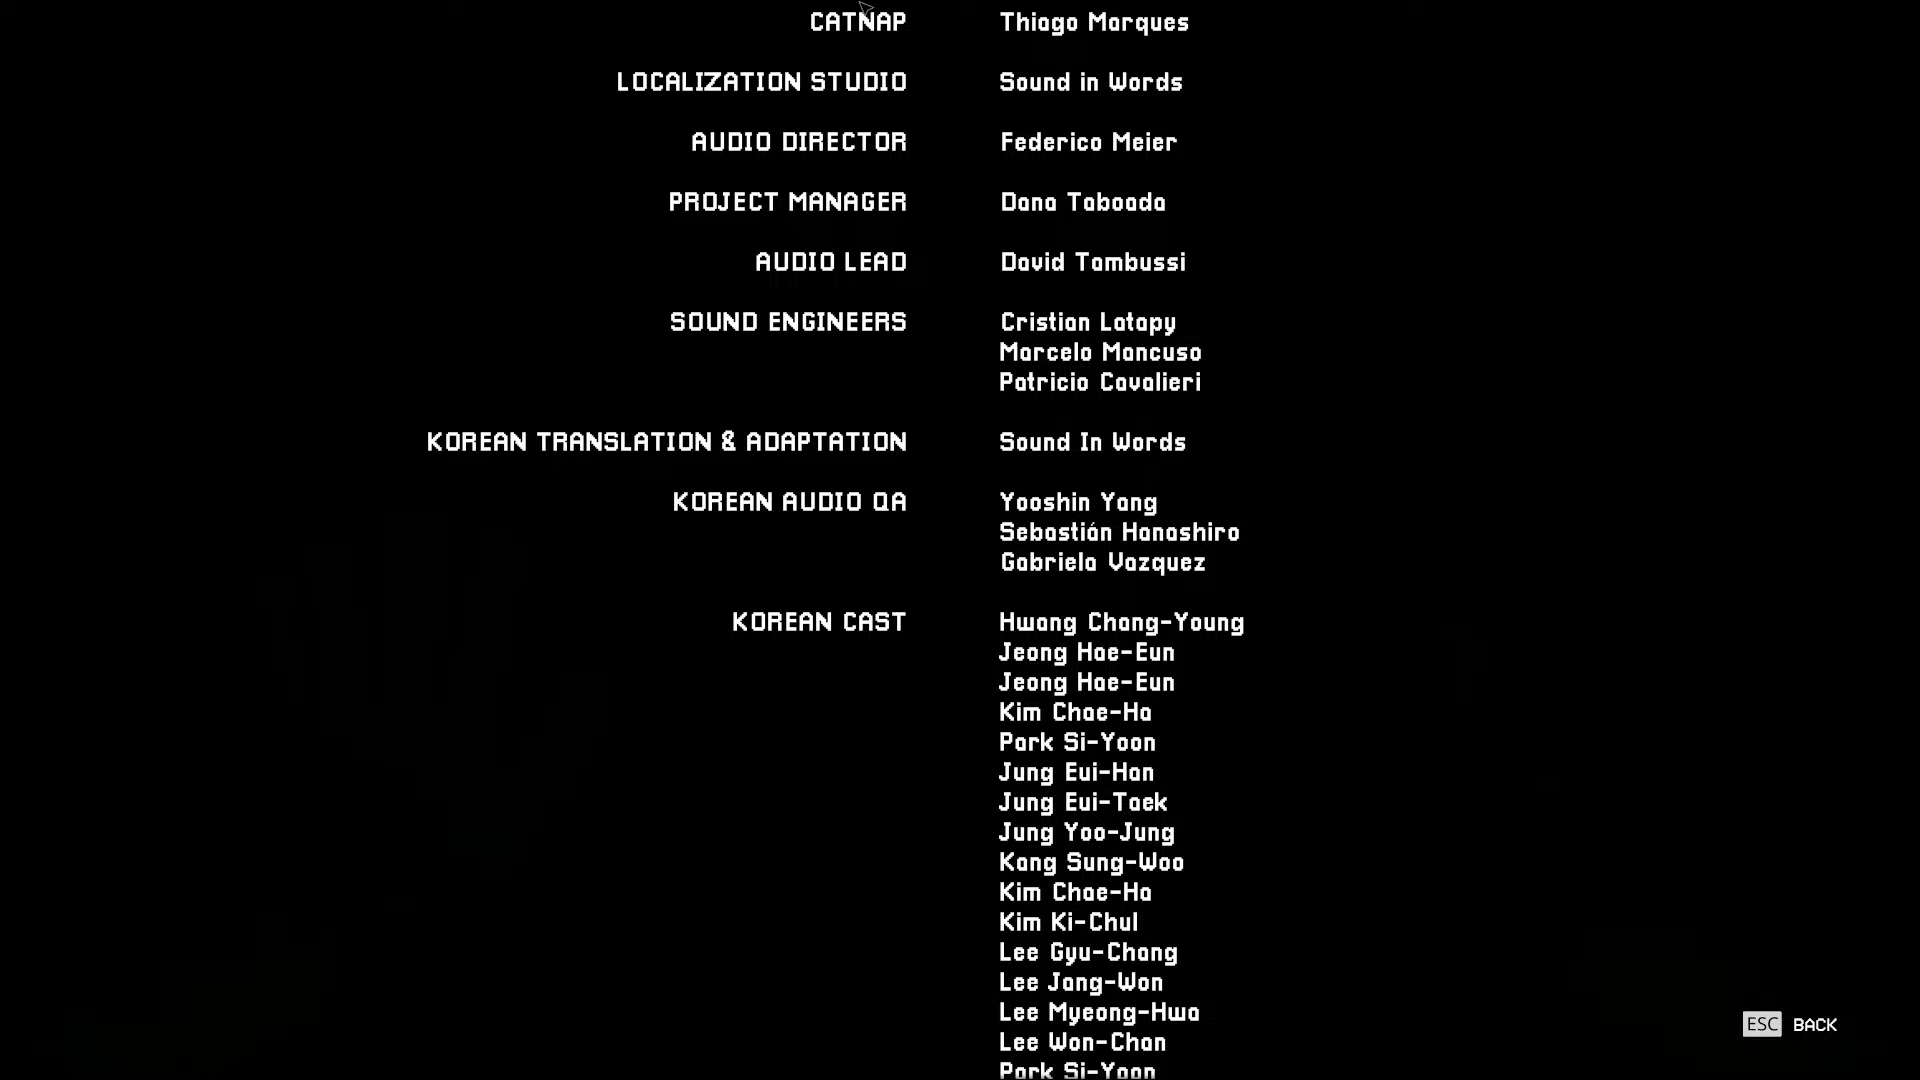 CATNAP Thiago Marques
LOCALIZATION STUDIO Sound in Words
AUDIO DIRECTOR Federico Meier
PROJECT MANAGER Dana Taboada
AUDIO LEAD David Tambussi
SOUND ENGINEERS Cristian Latapy
Marcelo Mancuso
Patricio Cavalieri
KOREAN TRANSLATION & ADAPTATION Sound In Words
KOREAN AUDIO QA Yooshin Yang
Sebastián Hanashiro
Gabriela Vazquez
KOREAN CAST Hwang Chang-Young
Jeong Hae-Eun
Jeong Hae-Eun
Kim Chae-Ha
Park Si-Yoon
Jung Eui-Han
Jung Eui-Taek
Jung Yoo-Jung
Kang Sung-Woo
Kim Chae-Ha
Kim Ki-Chul
Lee Gyu-Chang
Lee Jang-Won
Lee Myeong-Hwa
Lee Won-Chan
Park Si-Yoon
ESC BACK